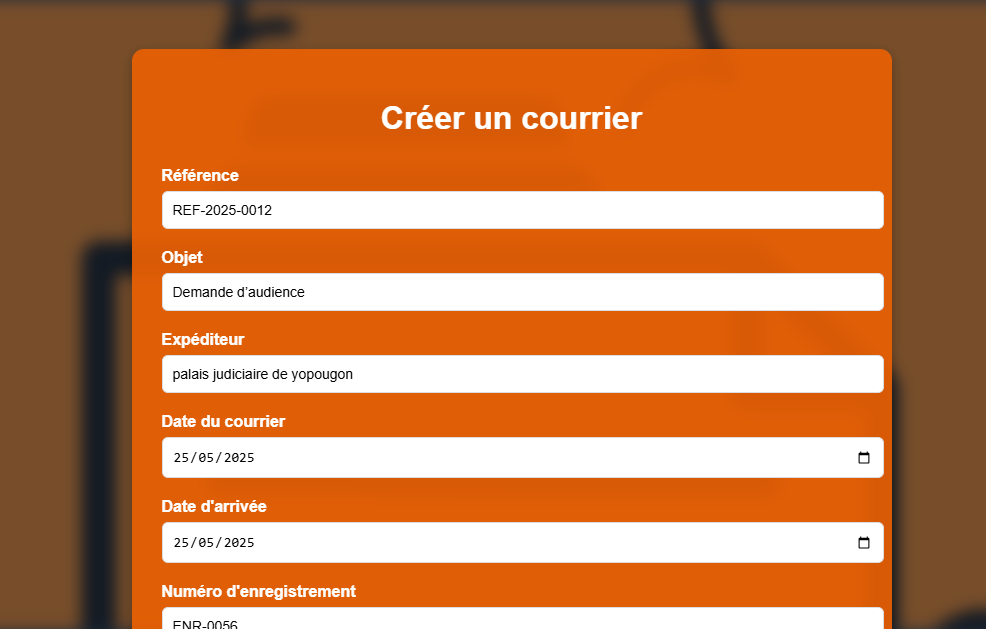 Créer un courrier
Référence
REF-2025-0012
Objet
Demande d’audience
Expéditeur
palais judiciaire de yopougon
Date du courrier
25/05/2025
Date d'arrivée
25/05/2025
Numéro d'enregistrement
ENR-0056